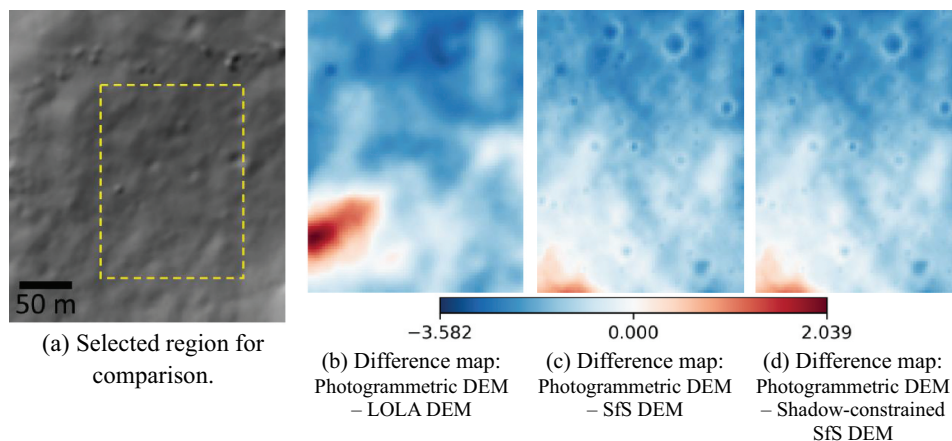 50 m
−3.582
0.000
2.039
(a) Selected region for
comparison.
(b) Difference map:
Photogrammetric DEM
– LOLA DEM
(c) Difference map:
Photogrammetric DEM
– SfS DEM
(d) Difference map:
Photogrammetric DEM
– Shadow-constrained
SfS DEM